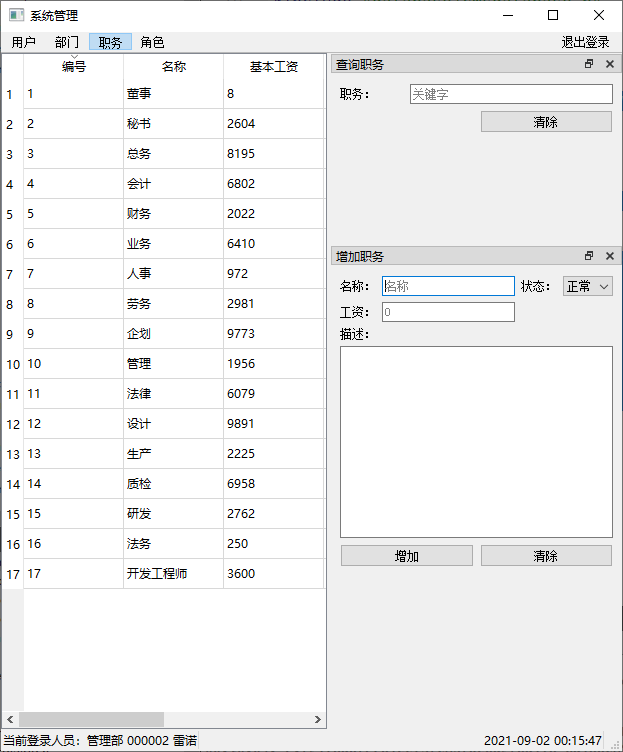 系统管理
用户 部门 职务 角色 退出登录
编号 名称 基本工资
1 1 董事 8
2 2 秘书 2604
3 3 总务 8195
4 4 会计 6802
5 5 财务 2022
6 6 业务 6410
7 7 人事 972
8 8 劳务 2981
9 9 企划 9773
10 10 管理 1956
11 11 法律 6079
12 12 设计 9891
13 13 生产 2225
14 14 质检 6958
15 15 研发 2762
16 16 法务 250
17 17 开发工程师 3600
查询职务
职务： 关键字
清除
增加职务
名称： 名称 状态： 正常
工资： 0
描述：
增加 清除
当前登录人员：管理部 000002 雷诺 2021-09-02 00:15:47